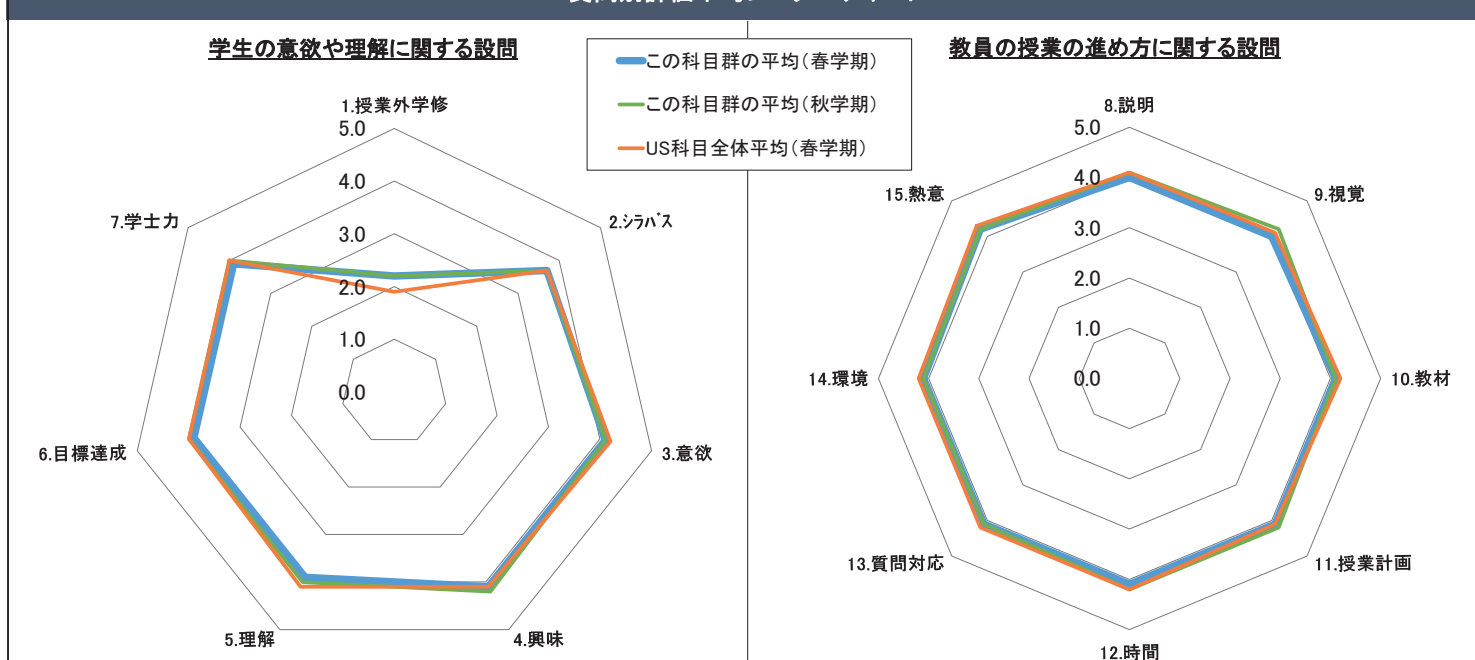 学生の意欲や理解に関する設問
この科目群の平均(春学期)
この科目群の平均(秋学期)
US科目全体平均(春学期)
教員の授業の進め方に関する設問
1.授業外学修
5.0
4.0
3.0
2.0
1.0
0.0
2.シラバス
3.意欲
4.興味
5.理解
6.目標達成
7.学士力
8.説明
5.0
4.0
3.0
2.0
1.0
0.0
9.視覚
10.教材
11.授業計画
12.時間
13.質問対応
14.環境
15.熱意